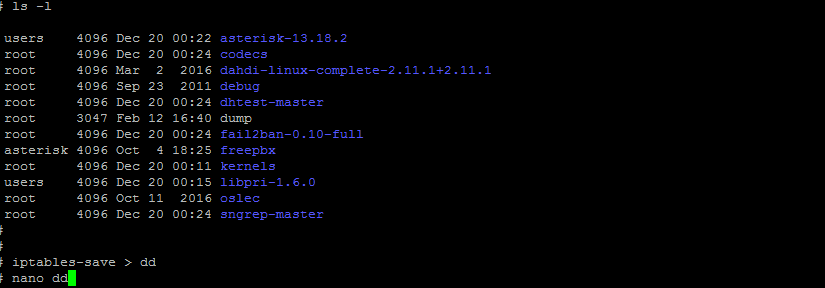 # ls -l
users    4096 Dec 20 00:22 asterisk-13.18.2
root     4096 Dec 20 00:24 codecs
root     4096 Mar  2  2016 dahdi-linux-complete-2.11.1+2.11.1
root     4096 Sep 23  2011 debug
root     4096 Dec 20 00:24 dhtest-master
root     3047 Feb 12 16:40 dump
root     4096 Dec 20 00:24 fail2ban-0.10-full
asterisk 4096 Oct  4 18:25 freepbx
root     4096 Dec 20 00:11 kernels
users    4096 Dec 20 00:15 libpri-1.6.0
root     4096 Oct 11  2016 oslec
root     4096 Dec 20 00:24 sngrep-master
#
#
# iptables-save > dd
# nano dd